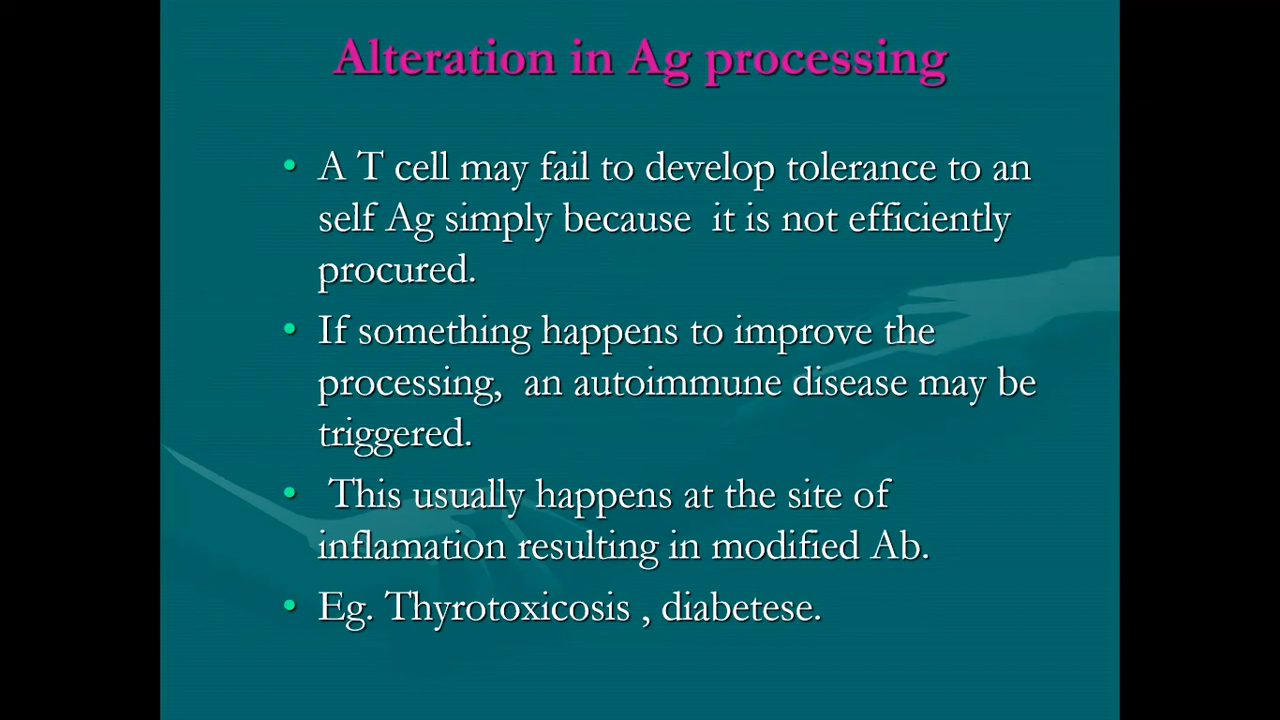 Alteration in Ag processing
• A T cell may fail to develop tolerance to an
self Ag simply because it is not efficiently
procured.
• If something happens to improve the
processing, an autoimmune disease may be
triggered.
• This usually happens at the site of
inflamation resulting in modified Ab.
• Eg. Thyrotoxicosis , diabetese.